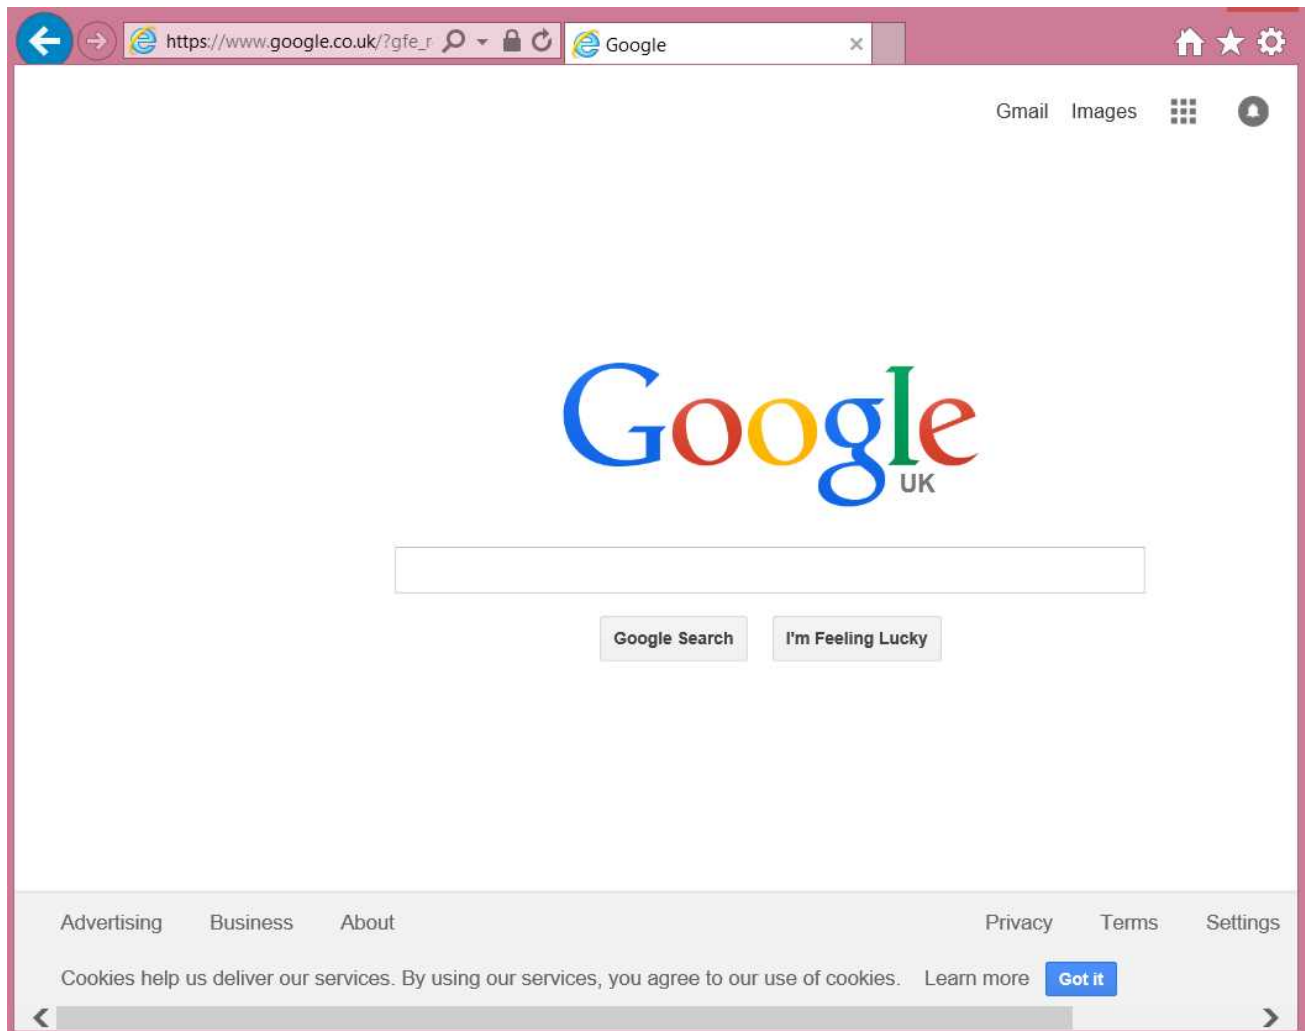 https://www.google.co.uk/?gfe_r
Google
Gmail Images
Google
UK
Google Search I'm Feeling Lucky
Advertising Business About Privacy Terms Settings
Cookies help us deliver our services. By using our services, you agree to our use of cookies. Learn more Got it